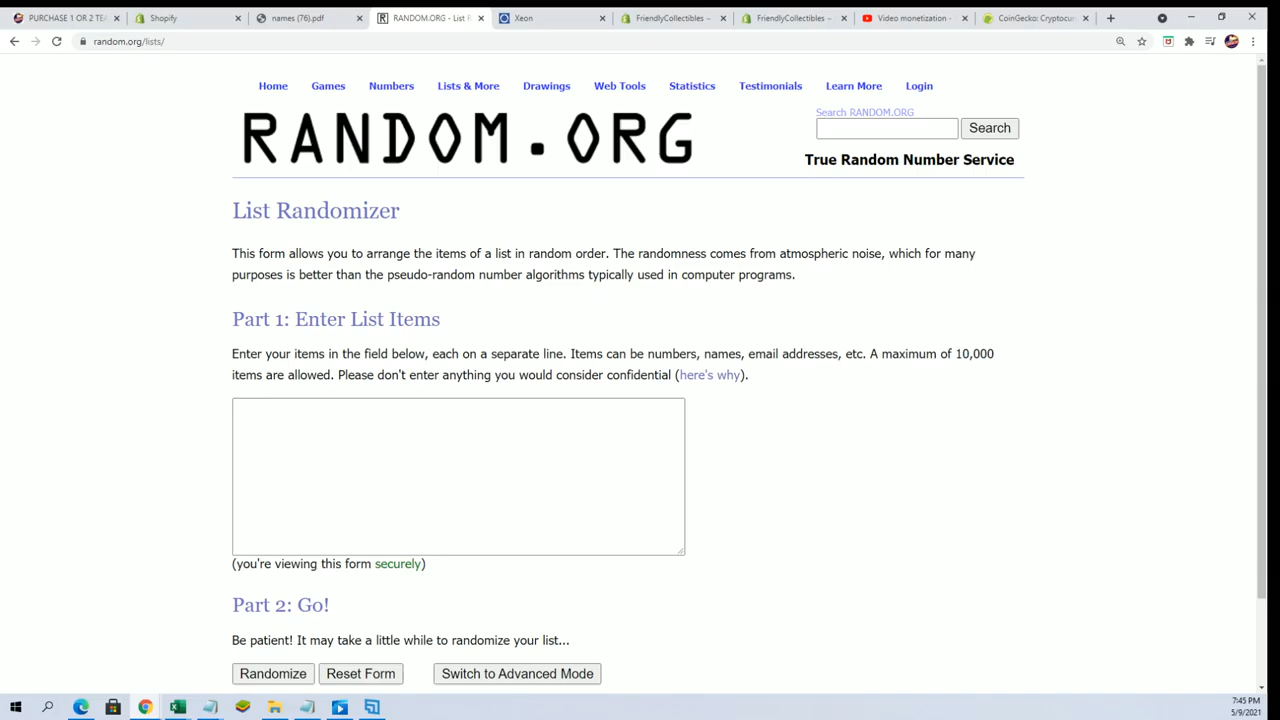 PURCHASE 1 OR 2 TEA
Shopify
names (76).pdf
RANDOM.ORG - List R
Xeon
FriendlyCollectibles ~
FriendlyCollectibles ~
Video monetization -
CoinGecko: Cryptocur
random.org/lists/
Home Games Numbers Lists & More Drawings Web Tools Statistics Testimonials Learn More Login
RANDOM.ORG
Search RANDOM.ORG
Search
True Random Number Service
List Randomizer
This form allows you to arrange the items of a list in random order. The randomness comes from atmospheric noise, which for many
purposes is better than the pseudo-random number algorithms typically used in computer programs.
Part 1: Enter List Items
Enter your items in the field below, each on a separate line. Items can be numbers, names, email addresses, etc. A maximum of 10,000
items are allowed. Please don't enter anything you would consider confidential (here's why).
(you're viewing this form securely)
Part 2: Go!
Be patient! It may take a little while to randomize your list...
Randomize Reset Form Switch to Advanced Mode
7:45 PM
5/9/2021